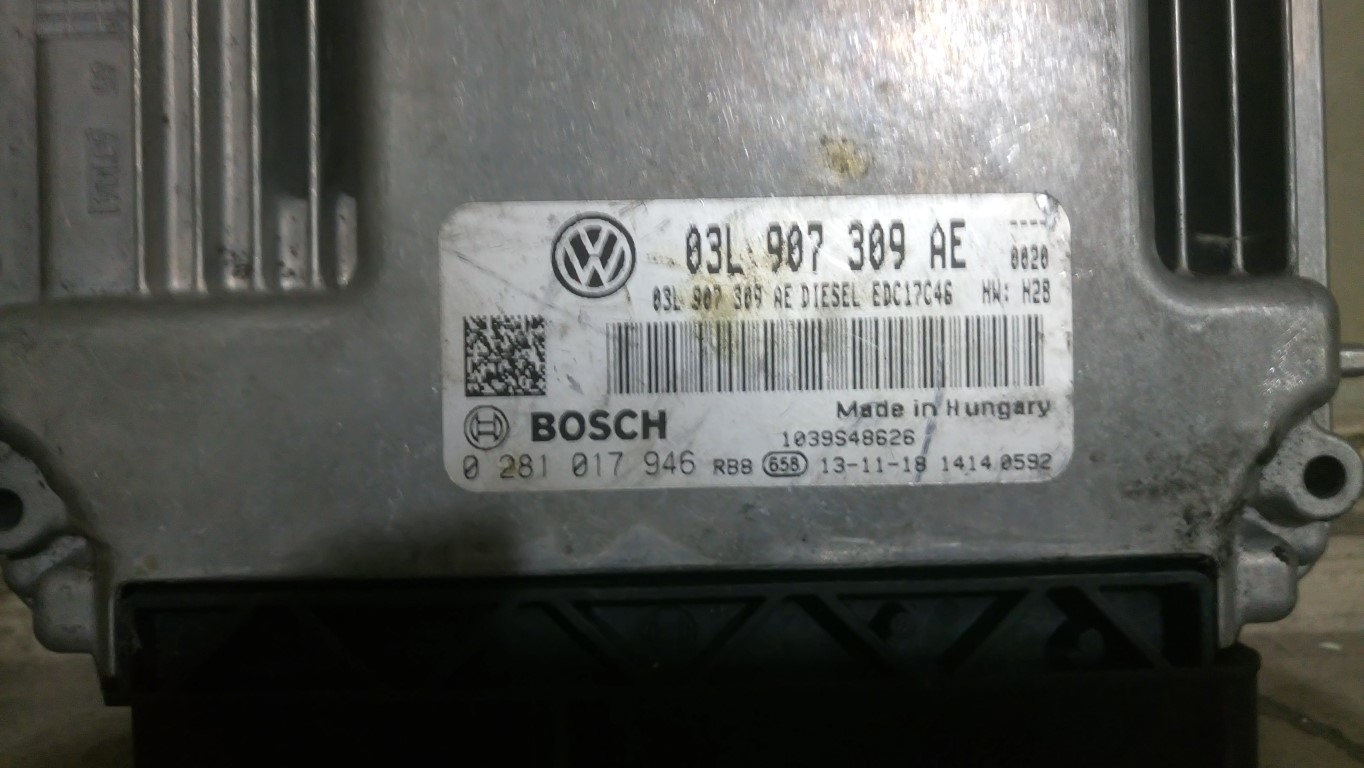 03L 907 309 AE
----
0020
03L 907 309 AE DIESEL EDC17C46 HW: H28
Made in Hungary
BOSCH
1039S48626
0 281 017 946 RB8 658 13-11-18 1414 0592